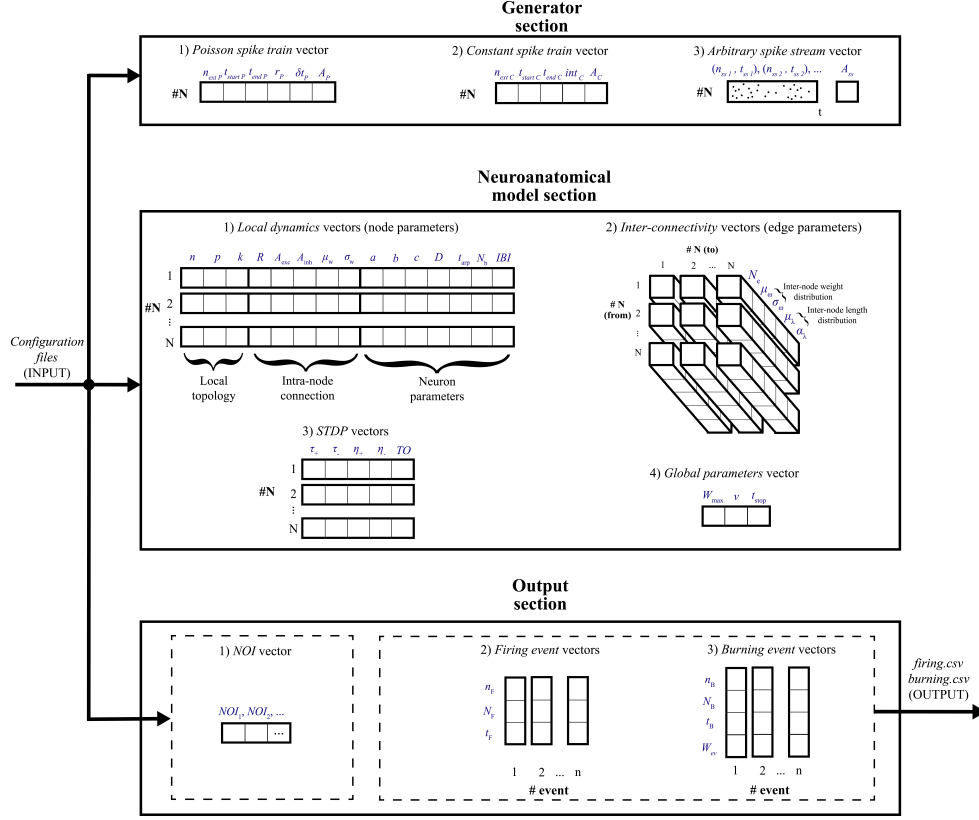 Generator
section
1) Poisson spike train vector
n_ext P t_start P t_end P r_P δt_P A_P
#N
2) Constant spike train vector
n_ext C t_start C t_end C int_C A_C
#N
3) Arbitrary spike stream vector
(n_ss 1 , t_ss 1), (n_ss 2 , t_ss 2), ... A_ss
#N
t
Neuroanatomical
model section
1) Local dynamics vectors (node parameters)
n p k R A_exc A_inh μ_w σ_w a b c D t_arp N_b IBI
1
#N 2
⋮
N
Local
topology
Intra-node
connection
Neuron
parameters
2) Inter-connectivity vectors (edge parameters)
# N (to)
1 2 ... N
1
# N
(from)
2
⋮
N
N_e
μ_ω
σ_ω
Inter-node weight
distribution
μ_λ
α_λ
Inter-node length
distribution
3) STDP vectors
τ_+ τ_- η_+ η_- TO
1
#N 2
⋮
N
4) Global parameters vector
W_max v t_stop
Configuration
files
(INPUT)
Output
section
1) NOI vector
NOI_1, NOI_2, ...
...
2) Firing event vectors
n_F
N_F
t_F
1 2 ... n
# event
3) Burning event vectors
n_B
N_B
t_B
W_ev
1 2 ... n
# event
firing.csv
burning.csv
(OUTPUT)